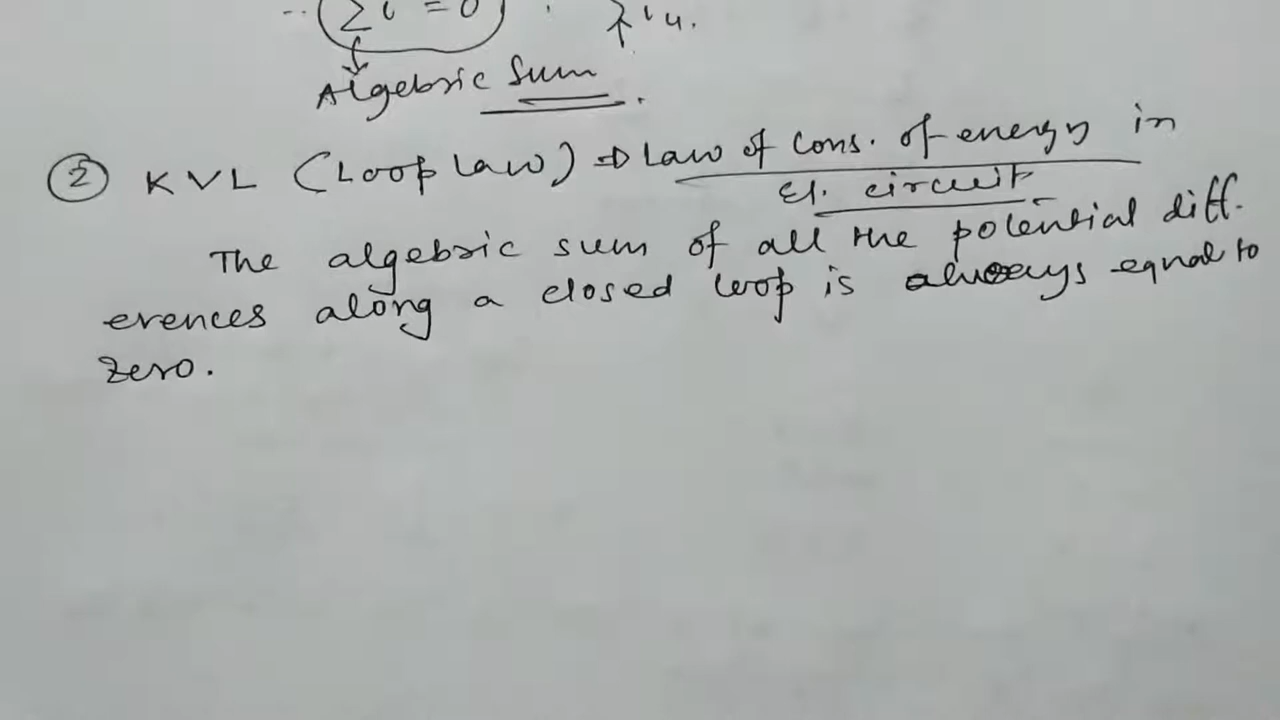 ∑i = 0
i4.
Algebric Sum.
② KVL (Loop law) ⇒ Law of Cons. of energy in
El. circuit
The algebric sum of all the potential diff-
erences along a closed loop is always equal to
zero.